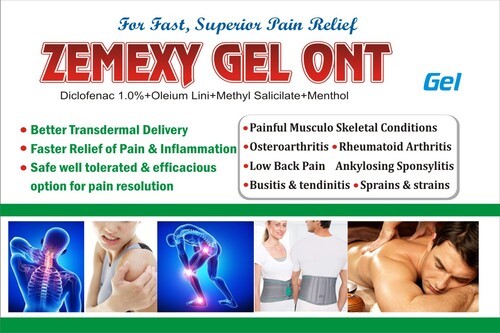 For Fast, Superior Pain Relief
ZEMEXY GEL ONT
Gel
Diclofenac 1.0%+Oleium Lini+Methyl Salicilate+Menthol
• Better Transdermal Delivery
• Faster Relief of Pain & Inflammation
• Safe well tolerated & efficacious
option for pain resolution
• Painful Musculo Skeletal Conditions
• Osteroarthritis • Rheumatoid Arthritis
• Low Back Pain Ankylosing Sponsylitis
• Busitis & tendinitis • Sprains & strains